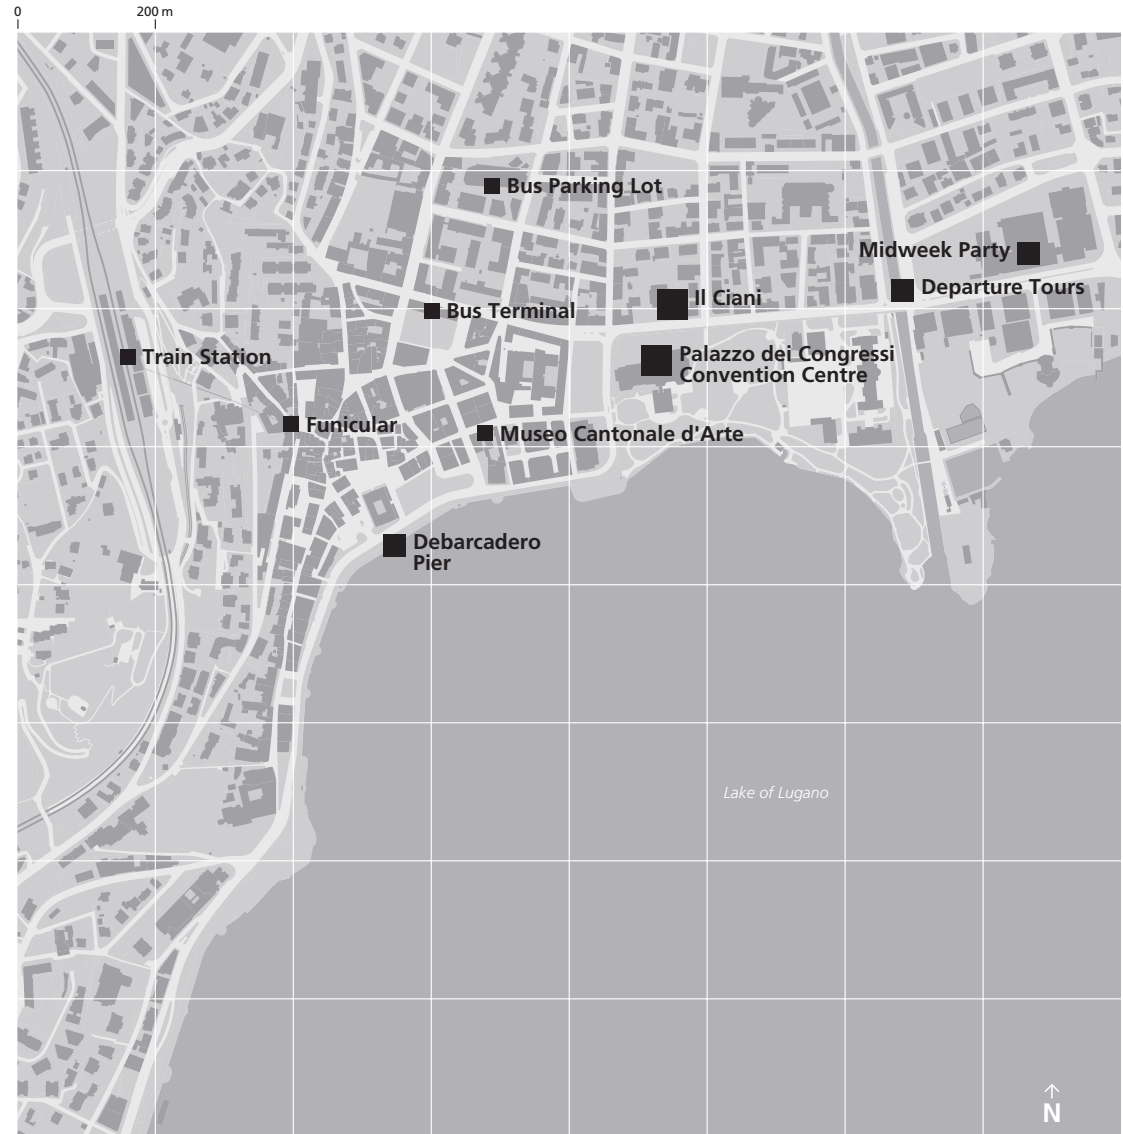 0
200 m
Bus Parking Lot
Midweek Party
Departure Tours
Il Ciani
Bus Terminal
Palazzo dei Congressi
Convention Centre
Train Station
Funicular
Museo Cantonale d'Arte
Debarcadero
Pier
Lake of Lugano
N